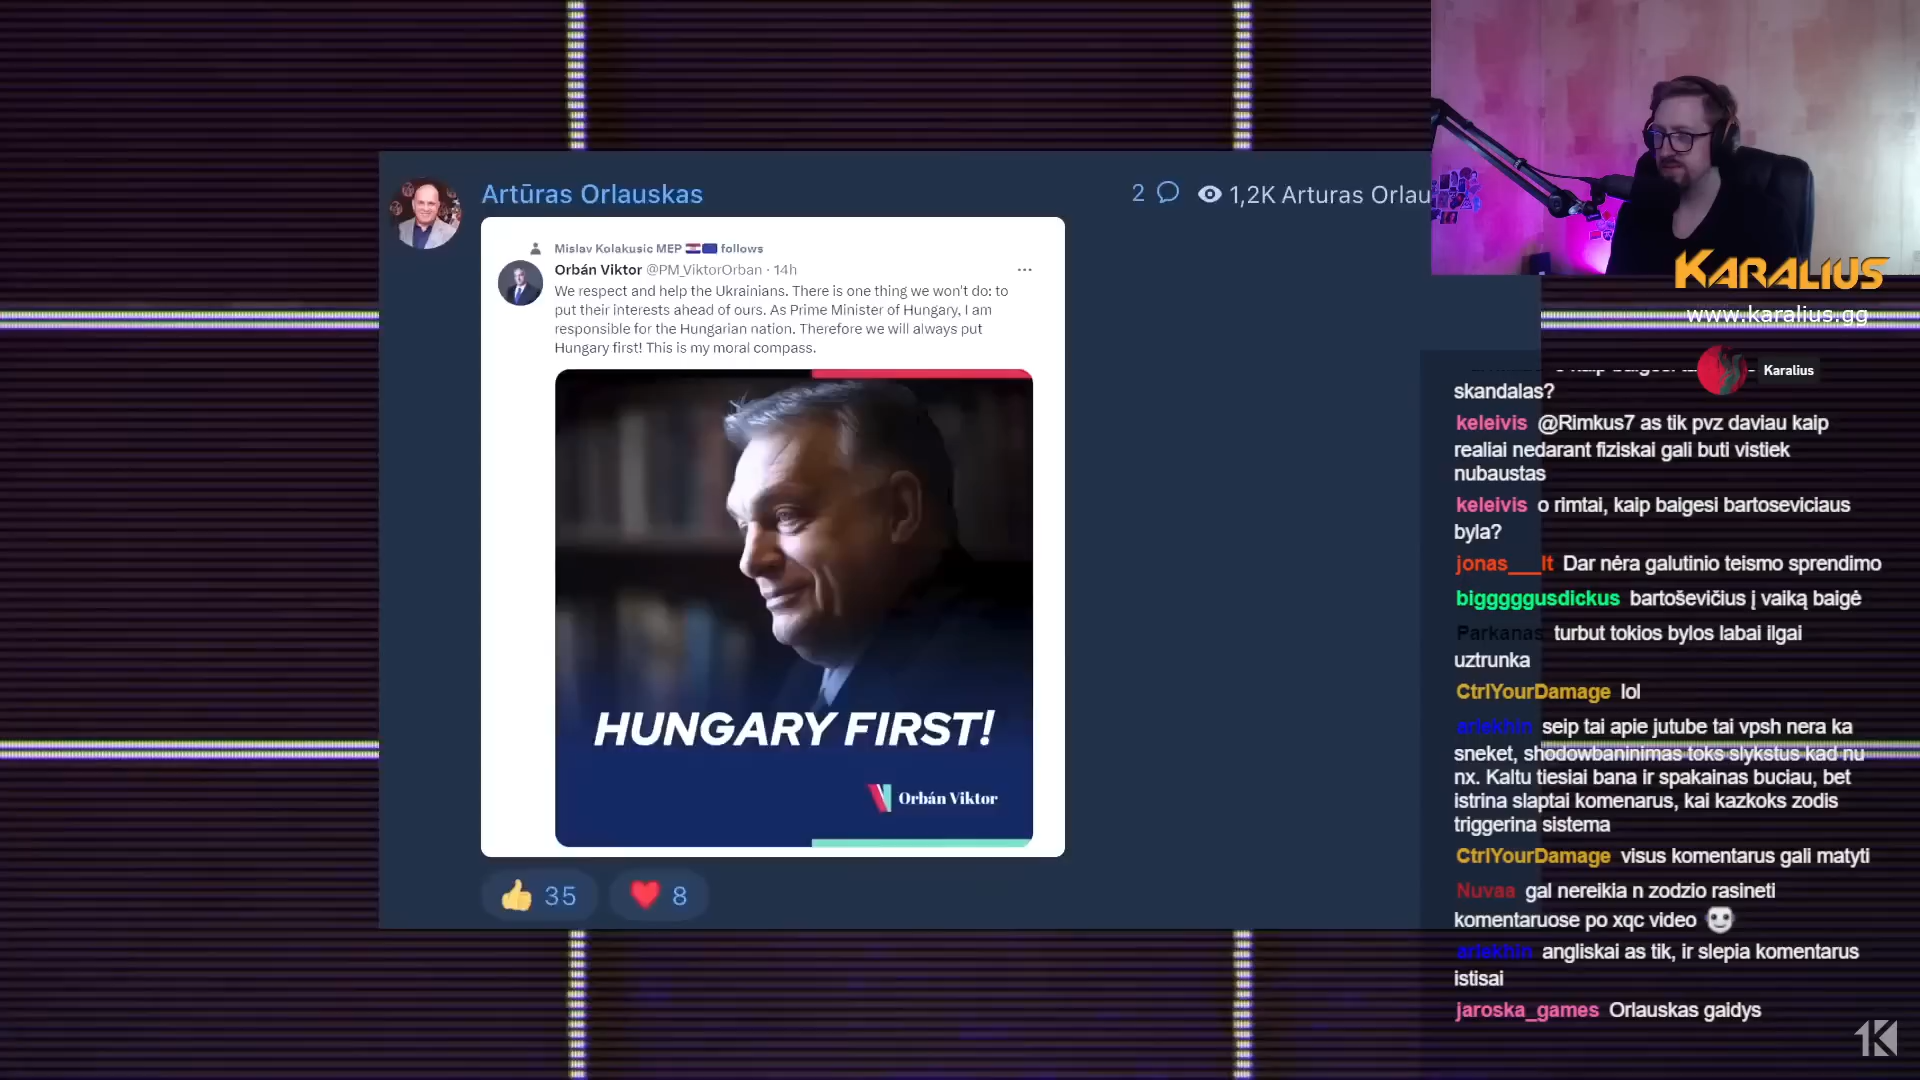 Artūras Orlauskas
2 1,2K Arturas Orlau
Mislav Kolakusic MEP follows
Orbán Viktor @PM_ViktorOrban · 14h
We respect and help the Ukrainians. There is one thing we won't do: to
put their interests ahead of ours. As Prime Minister of Hungary, I am
responsible for the Hungarian nation. Therefore we will always put
Hungary first! This is my moral compass.
HUNGARY FIRST!
Orbán Viktor
35 8
KARALIUS
www.karalius.gg
Karalius
skandalas?
keleivis @Rimkus7 as tik pvz daviau kaip
realiai nedarant fiziskai gali buti vistiek
nubaustas
keleivis o rimtai, kaip baigesi bartoseviciaus
byla?
jonas___lt Dar nėra galutinio teismo sprendimo
bigggggusdickus bartoševičius į vaiką baigė
Parkanas turbut tokios bylos labai ilgai
uztrunka
CtrlYourDamage lol
arlekhin seip tai apie jutube tai vpsh nera ka
sneket, shodowbaninimas toks slykstus kad nu
nx. Kaltu tiesiai bana ir spakainas buciau, bet
istrina slaptai komenarus, kai kazkoks zodis
triggerina sistema
CtrlYourDamage visus komentarus gali matyti
Nuvaa gal nereikia n zodzio rasineti
komentaruose po xqc video
arlekhin angliskai as tik, ir slepia komentarus
istisai
jaroska_games Orlauskas gaidys
1K